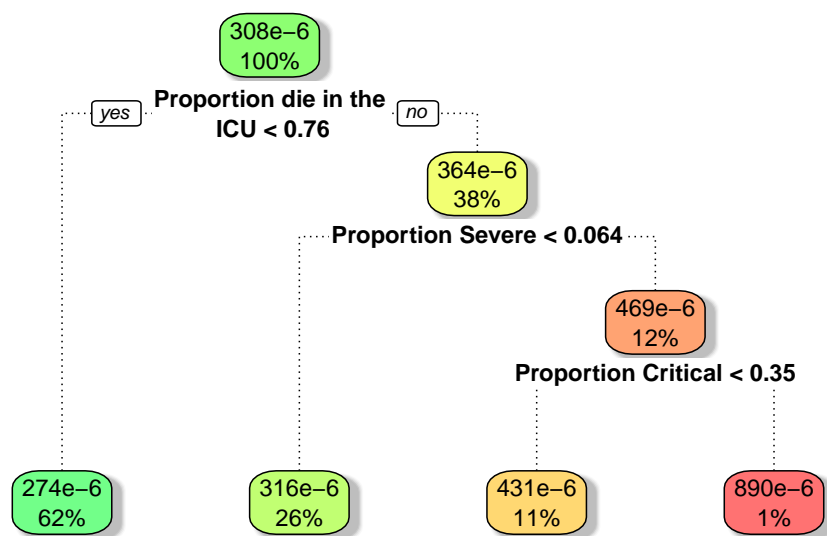 308e−6
100%
yes
Proportion die in the
ICU < 0.76
no
364e−6
38%
Proportion Severe < 0.064
469e−6
12%
Proportion Critical < 0.35
274e−6
62%
316e−6
26%
431e−6
11%
890e−6
1%